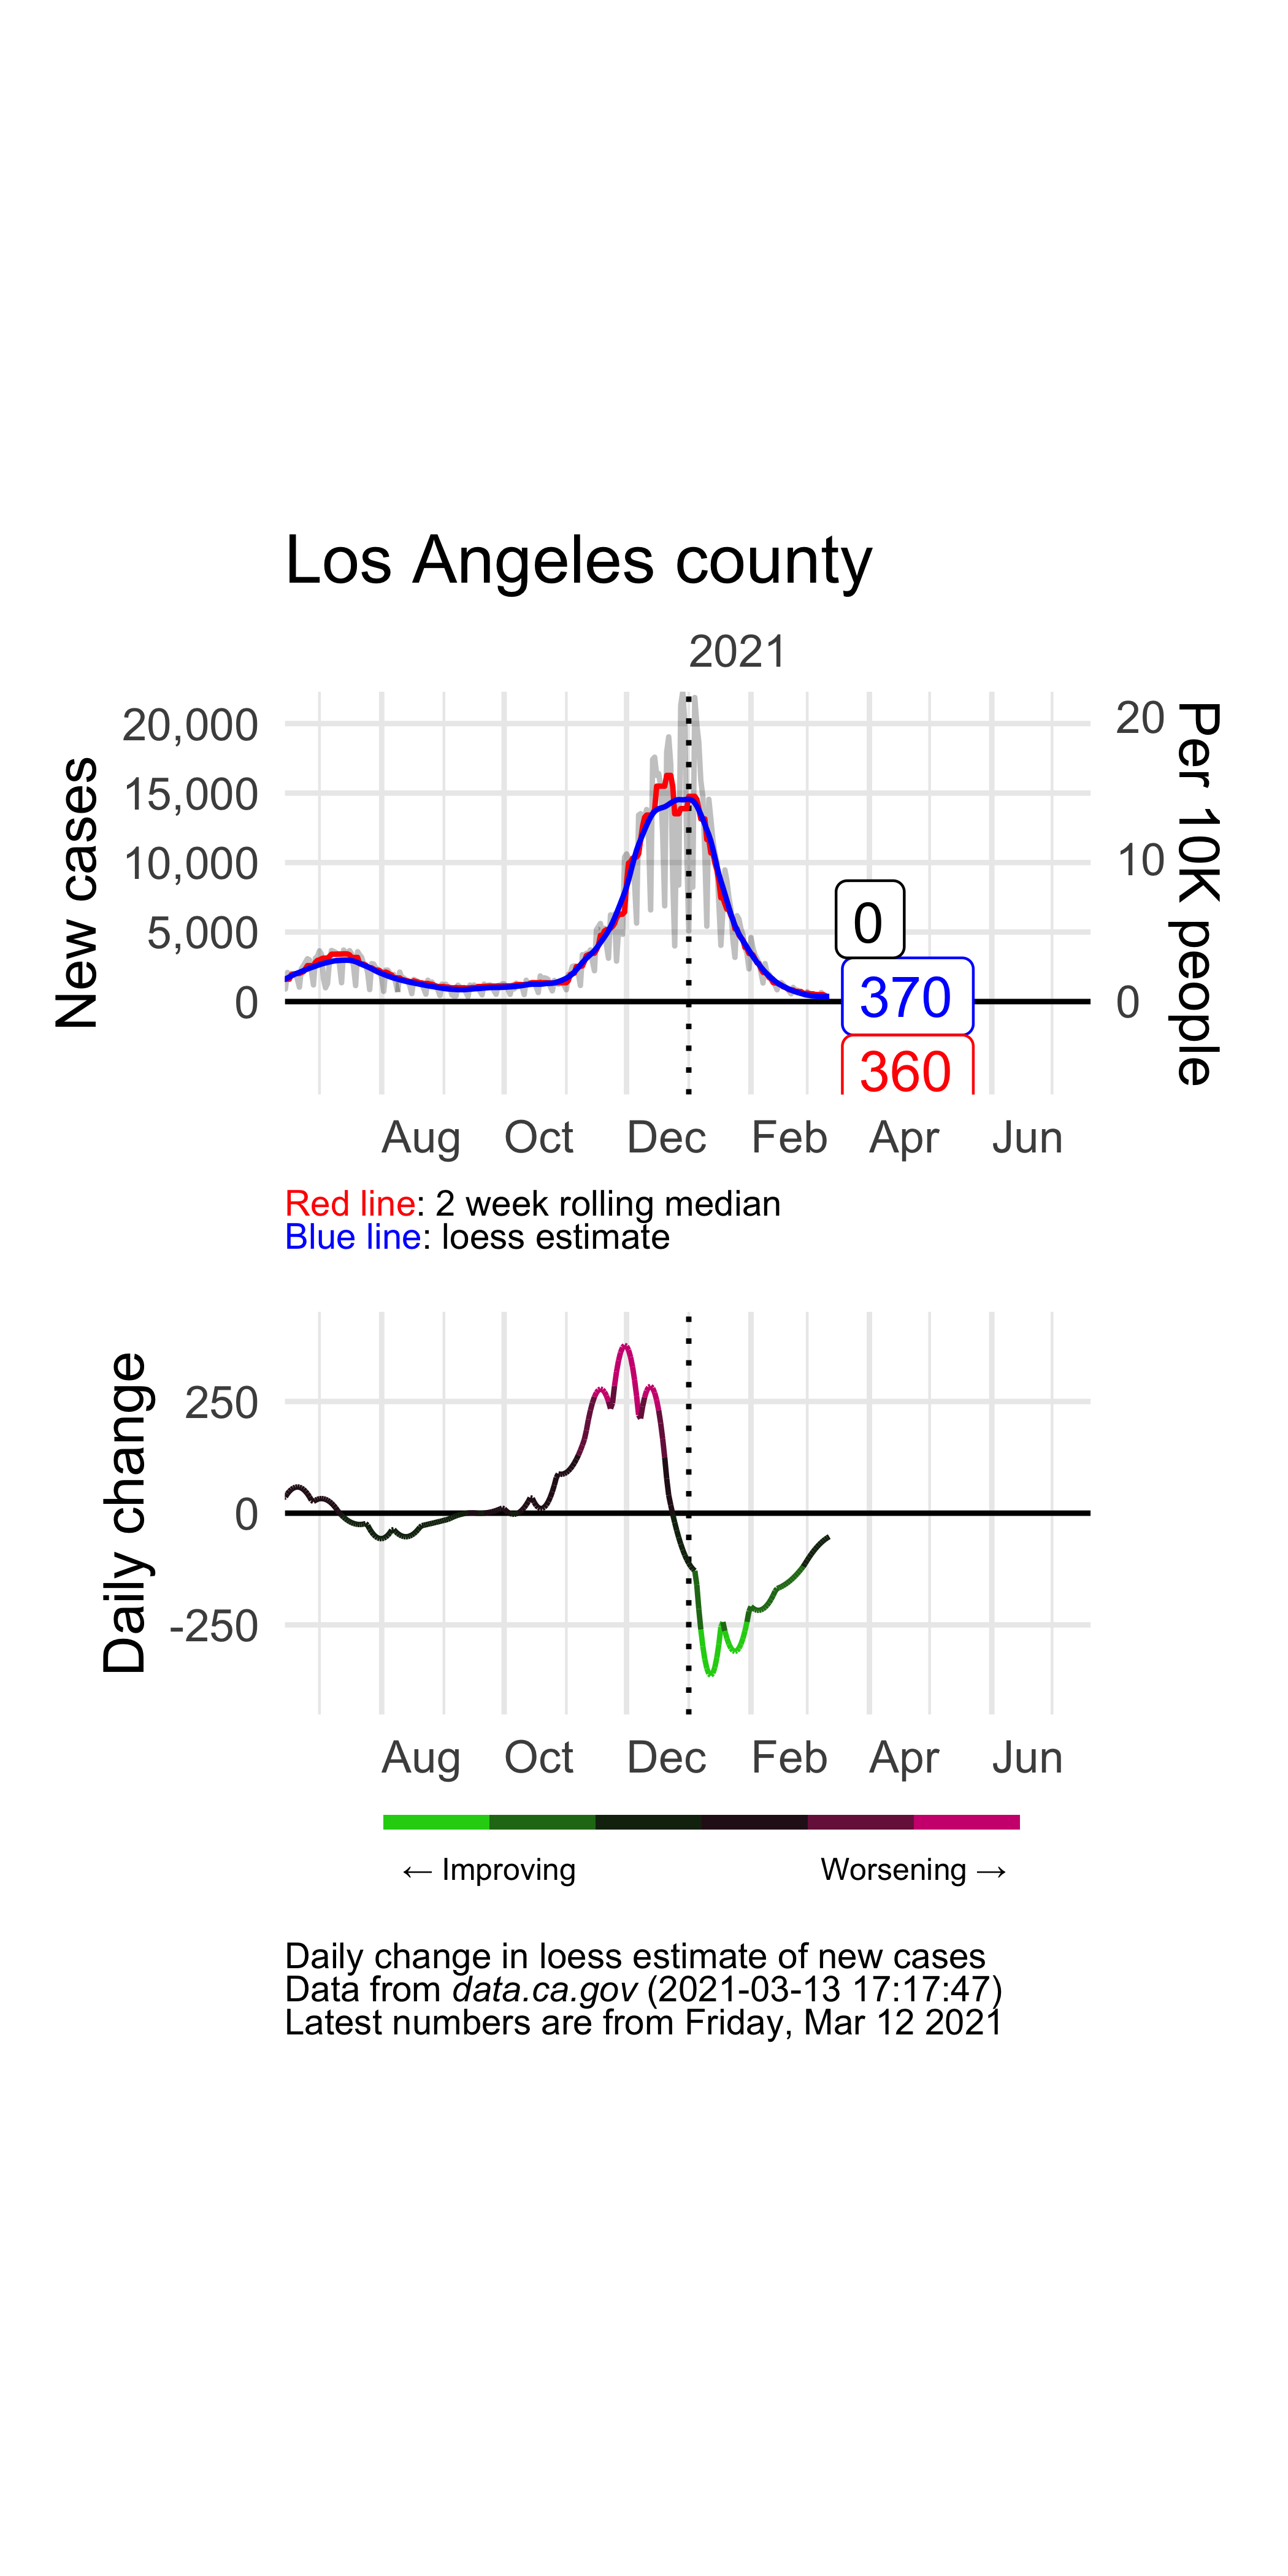 Los Angeles county
2021
New cases
20,000
15,000
10,000
5,000
0
20
10
0
Per 10K people
0
370
360
Aug Oct Dec Feb Apr Jun
Red line: 2 week rolling median
Blue line: loess estimate
Daily change
250
0
-250
Aug Oct Dec Feb Apr Jun
← Improving Worsening →
Daily change in loess estimate of new cases
Data from data.ca.gov (2021-03-13 17:17:47)
Latest numbers are from Friday, Mar 12 2021